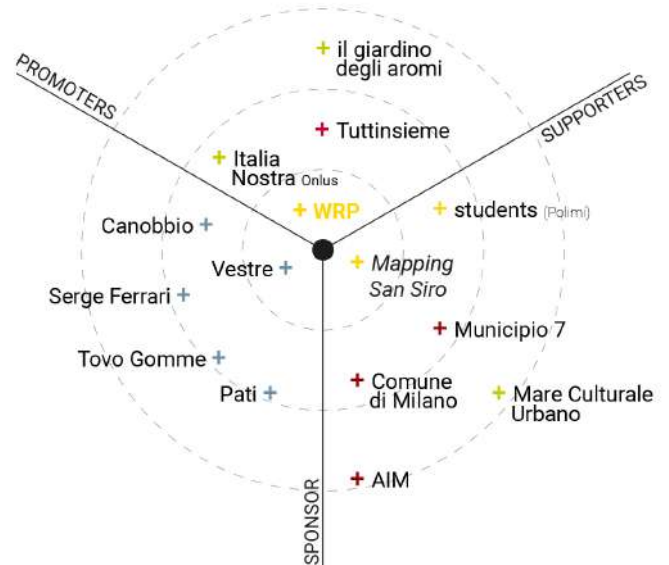 il giardino
degli aromi
PROMOTERS
SUPPORTERS
Tuttinsieme
Italia
Nostra Onlus
WRP
students (Polimi)
Canobbio
Vestre
Mapping
San Siro
Serge Ferrari
Municipio 7
Tovo Gomme
Pati
Comune
di Milano
Mare Culturale
Urbano
AIM
SPONSOR